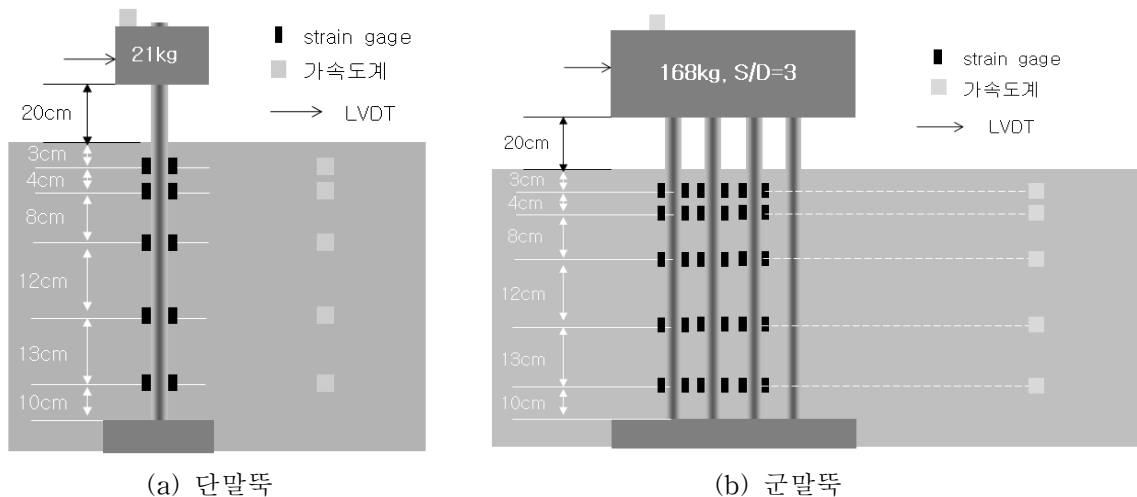 21kg
strain gage
가속도계
LVDT
20cm
3cm
4cm
8cm
12cm
13cm
10cm
(a) 단말뚝
168kg, S/D=3
strain gage
가속도계
LVDT
20cm
3cm
4cm
8cm
12cm
13cm
10cm
(b) 군말뚝